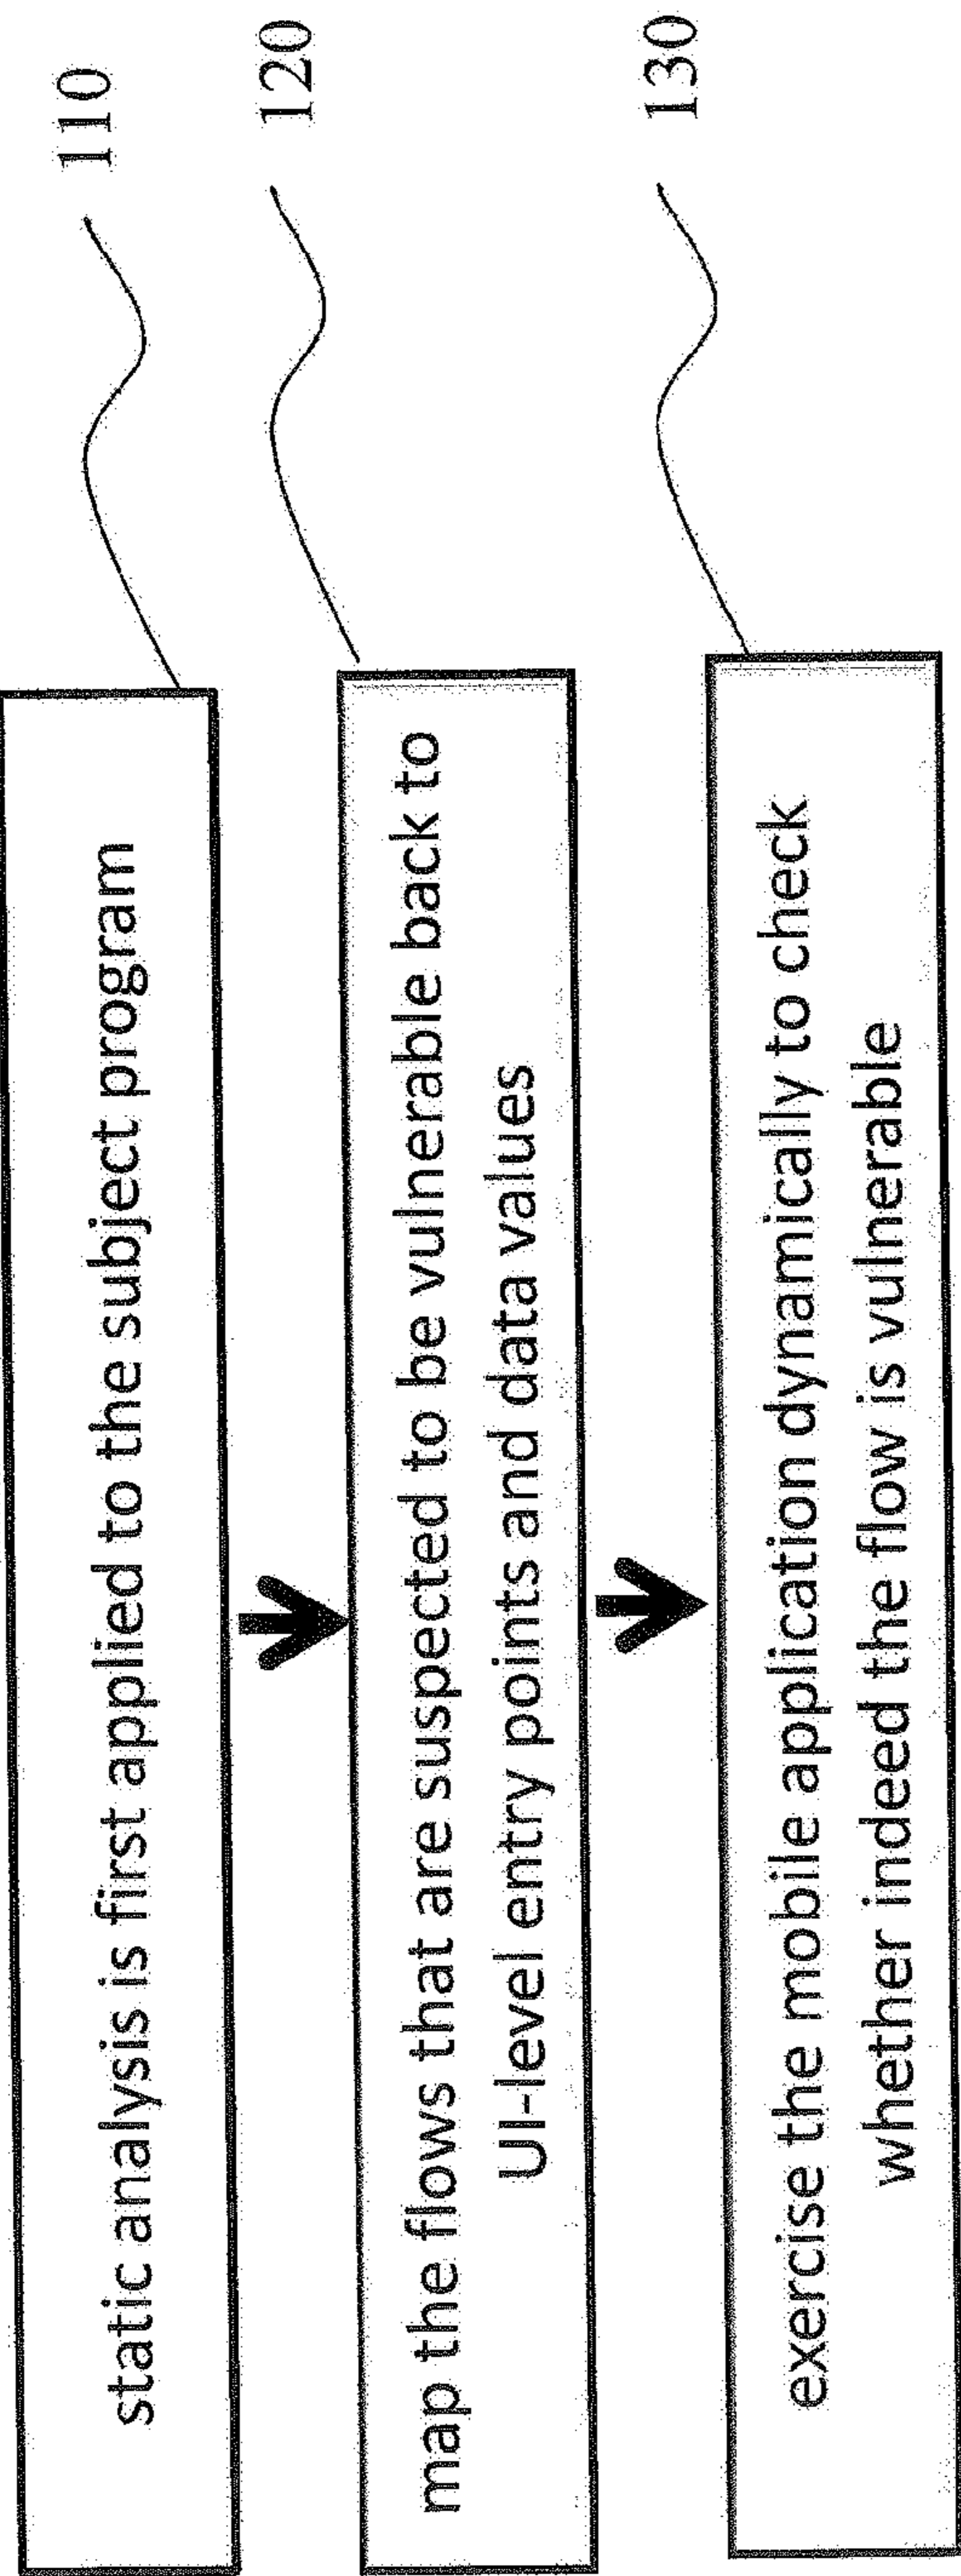 static analysis is first applied to the subject program
110
map the flows that are suspected to be vulnerable back to
UI-level entry points and data values
120
exercise the mobile application dynamically to check
whether indeed the flow is vulnerable
130